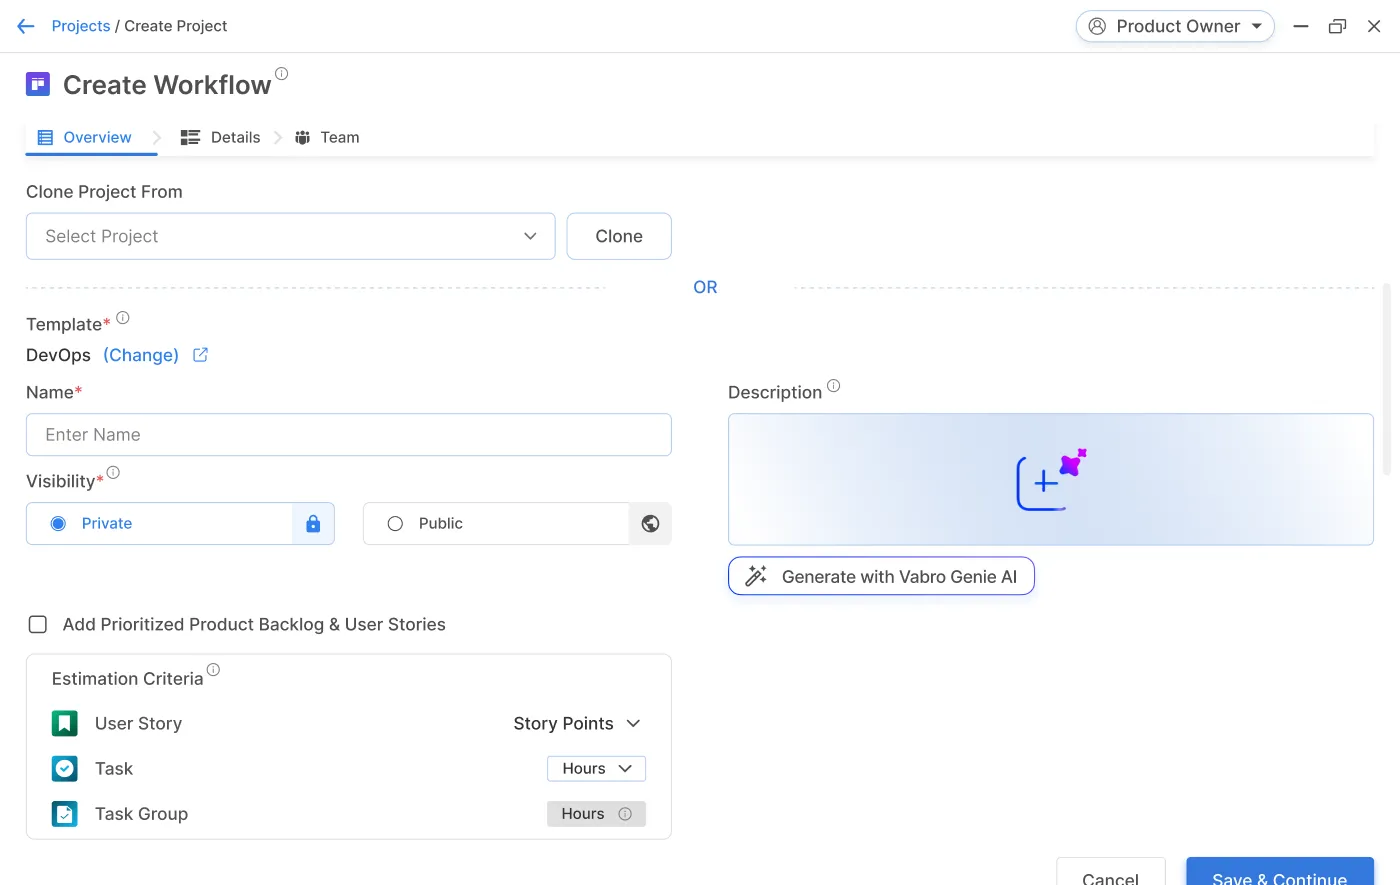 Projects / Create Project
Product Owner
Create Workflow
Overview
Details
Team
Clone Project From
Select Project
Clone
OR
Template*
DevOps (Change)
Name*
Enter Name
Description
Visibility*
Private
Public
Generate with Vabro Genie AI
Add Prioritized Product Backlog & User Stories
Estimation Criteria
User Story
Story Points
Task
Hours
Task Group
Hours
Cancel
Save & Continue